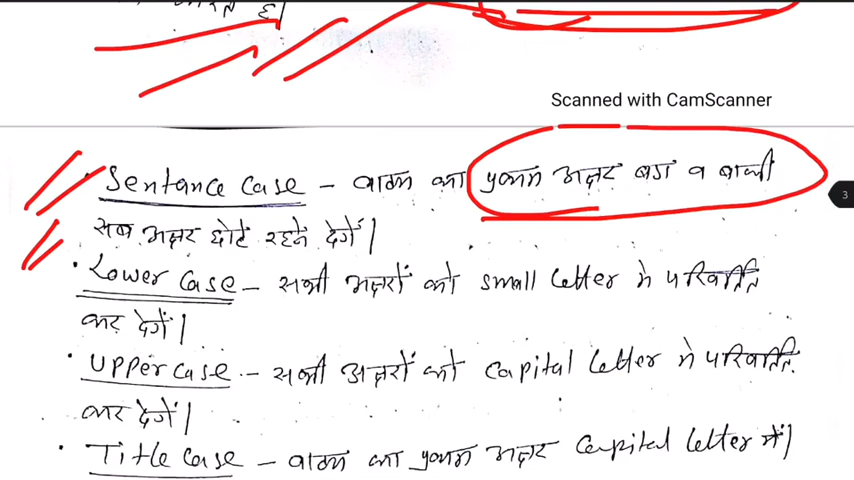 करते है।
Scanned with CamScanner
Sentance Case – वाक्य का प्रथम अक्षर बडा व बाकी
3
सब अक्षर छोटे रहने देगें।
• Lower Case – सभी अक्षरों को small letter मे परिवर्तित
कर देगें।
• UPPer case – सभी अक्षरों को Capital letter मे परिवर्तित
कर देगें।
• Title Case – वाक्य का प्रथम अक्षर Capital letter में।